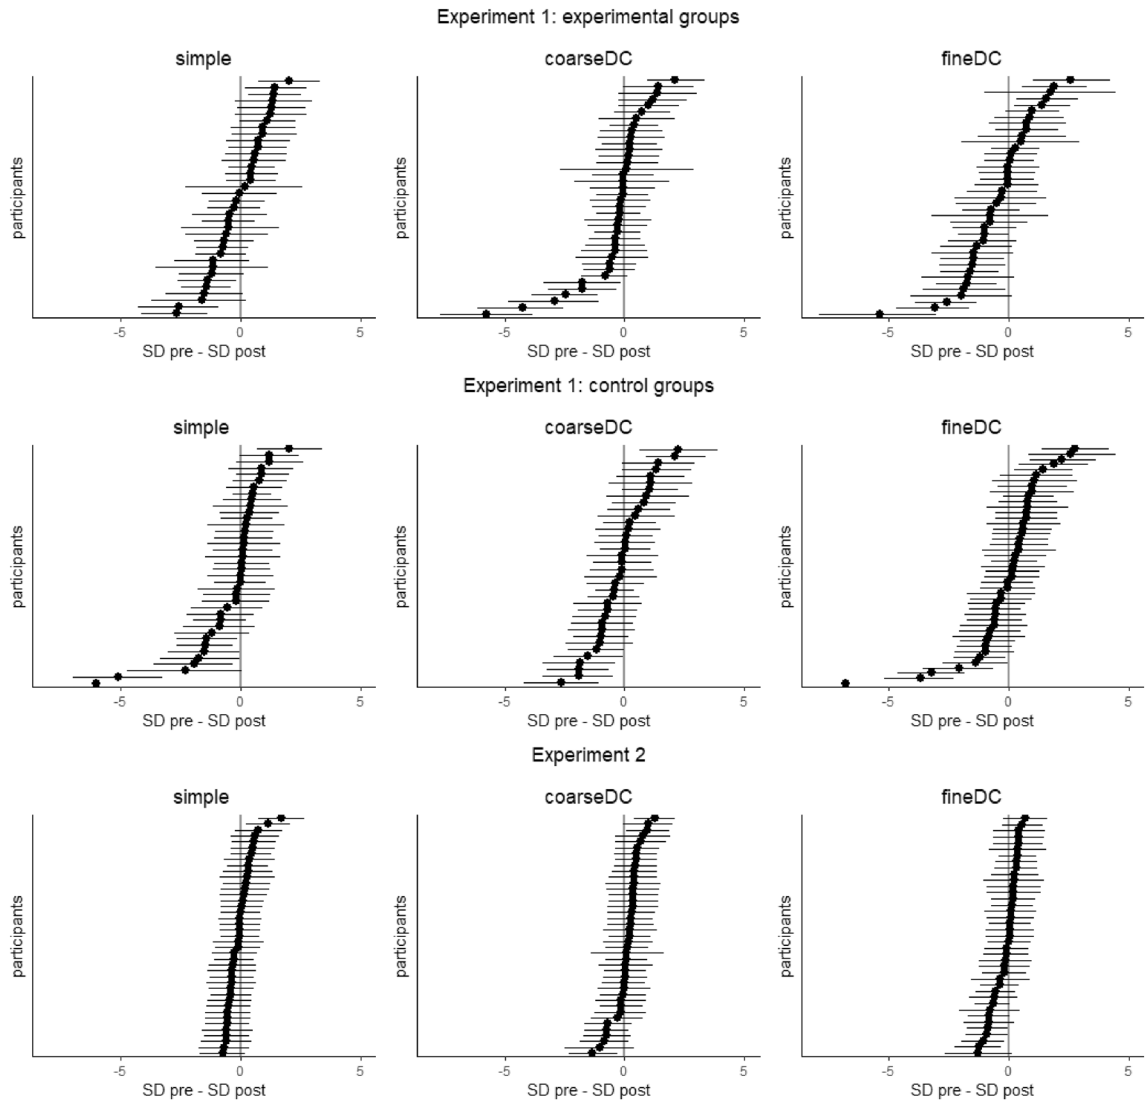 Experiment 1: experimental groups
simple coarseDC fineDC
participants participants participants
-5 0 5 -5 0 5 -5 0 5
SD pre - SD post SD pre - SD post SD pre - SD post
Experiment 1: control groups
simple coarseDC fineDC
participants participants participants
-5 0 5 -5 0 5 -5 0 5
SD pre - SD post SD pre - SD post SD pre - SD post
Experiment 2
simple coarseDC fineDC
participants participants participants
-5 0 5 -5 0 5 -5 0 5
SD pre - SD post SD pre - SD post SD pre - SD post